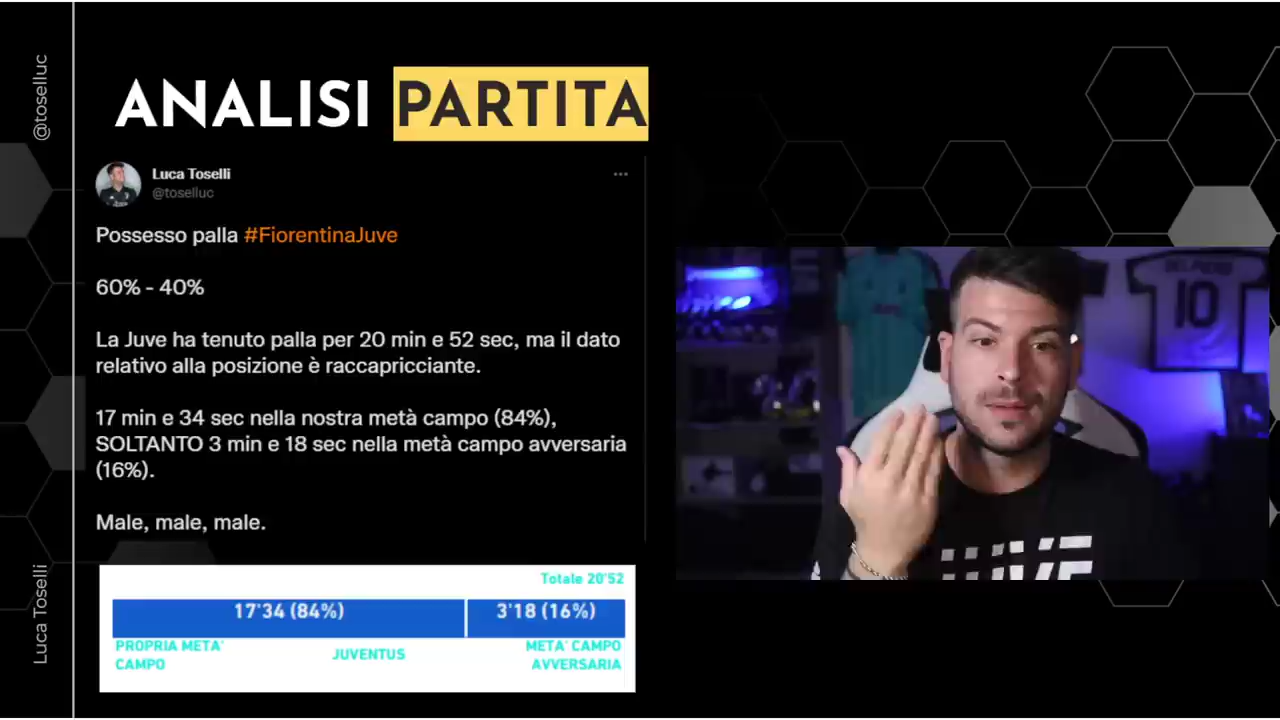 @toselluc
Luca Toselli
ANALISI PARTITA
Luca Toselli
@toselluc
Possesso palla #FiorentinaJuve
60% - 40%
La Juve ha tenuto palla per 20 min e 52 sec, ma il dato
relativo alla posizione è raccapricciante.
17 min e 34 sec nella nostra metà campo (84%),
SOLTANTO 3 min e 18 sec nella metà campo avversaria
(16%).
Male, male, male.
Totale 20'52
17'34 (84%)
3'18 (16%)
PROPRIA META'
CAMPO
JUVENTUS
META' CAMPO
AVVERSARIA
DEL PIERO
10